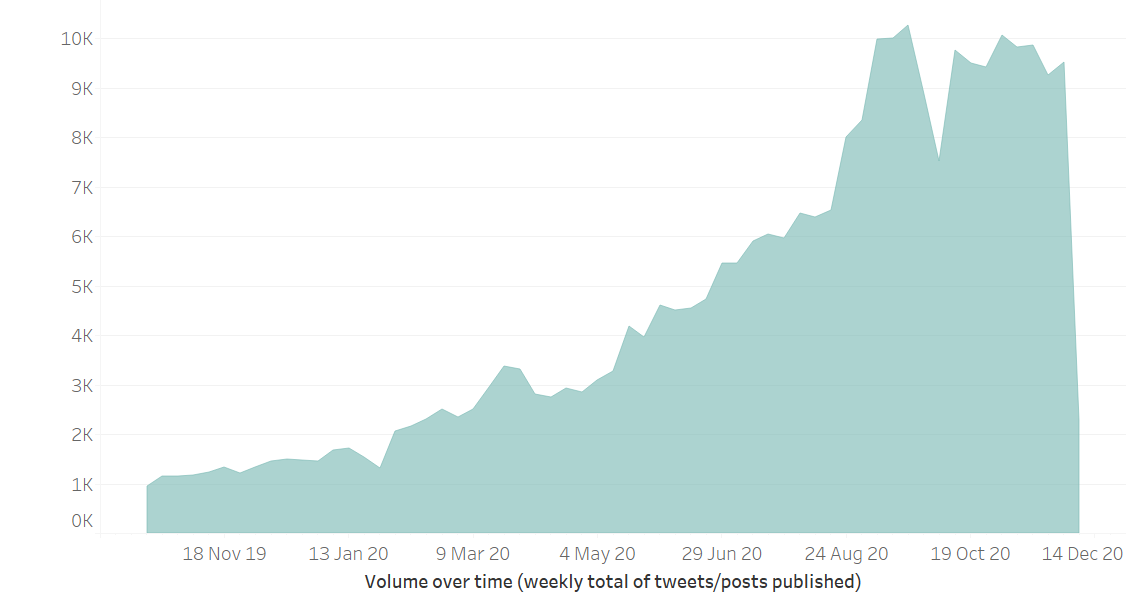 10K
9K
8K
7K
6K
5K
4K
3K
2K
1K
0K
18 Nov 19 13 Jan 20 9 Mar 20 4 May 20 29 Jun 20 24 Aug 20 19 Oct 20 14 Dec 20
Volume over time (weekly total of tweets/posts published)